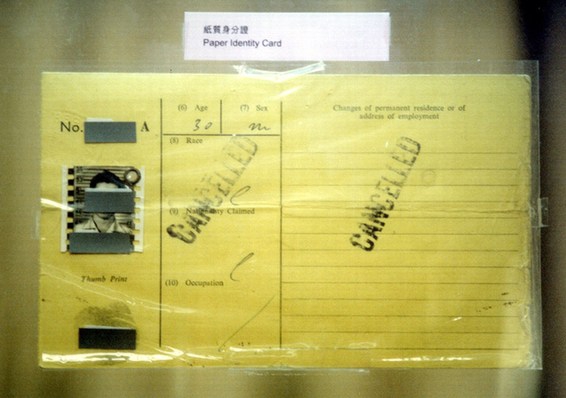 紙質身分證
Paper Identity Card
No. A
(6) Age
30
(7) Sex
m
(8) Race
(9) Nationality Claimed
(10) Occupation
Thumb Print
CANCELLED
Changes of permanent residence or of
address of employment
CANCELLED